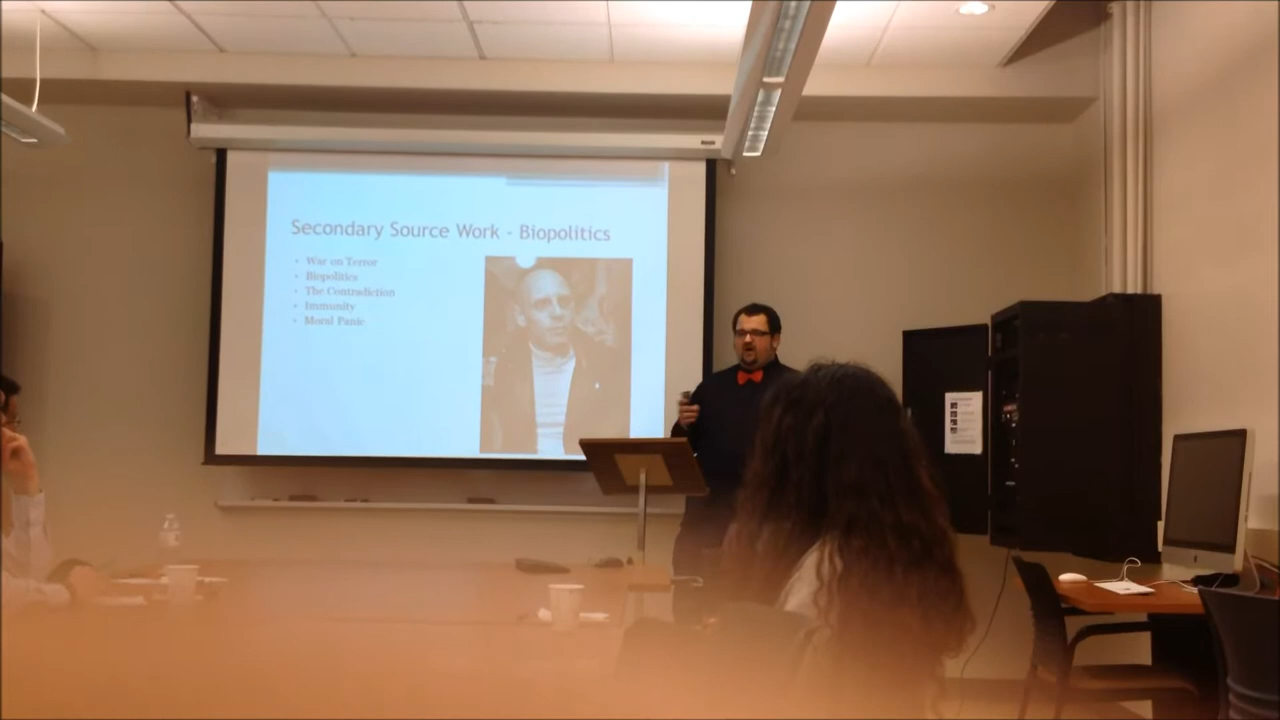 Secondary Source Work - Biopolitics
• War on Terror
• Biopolitics
• The Contradiction
• Immunity
• Moral Panic